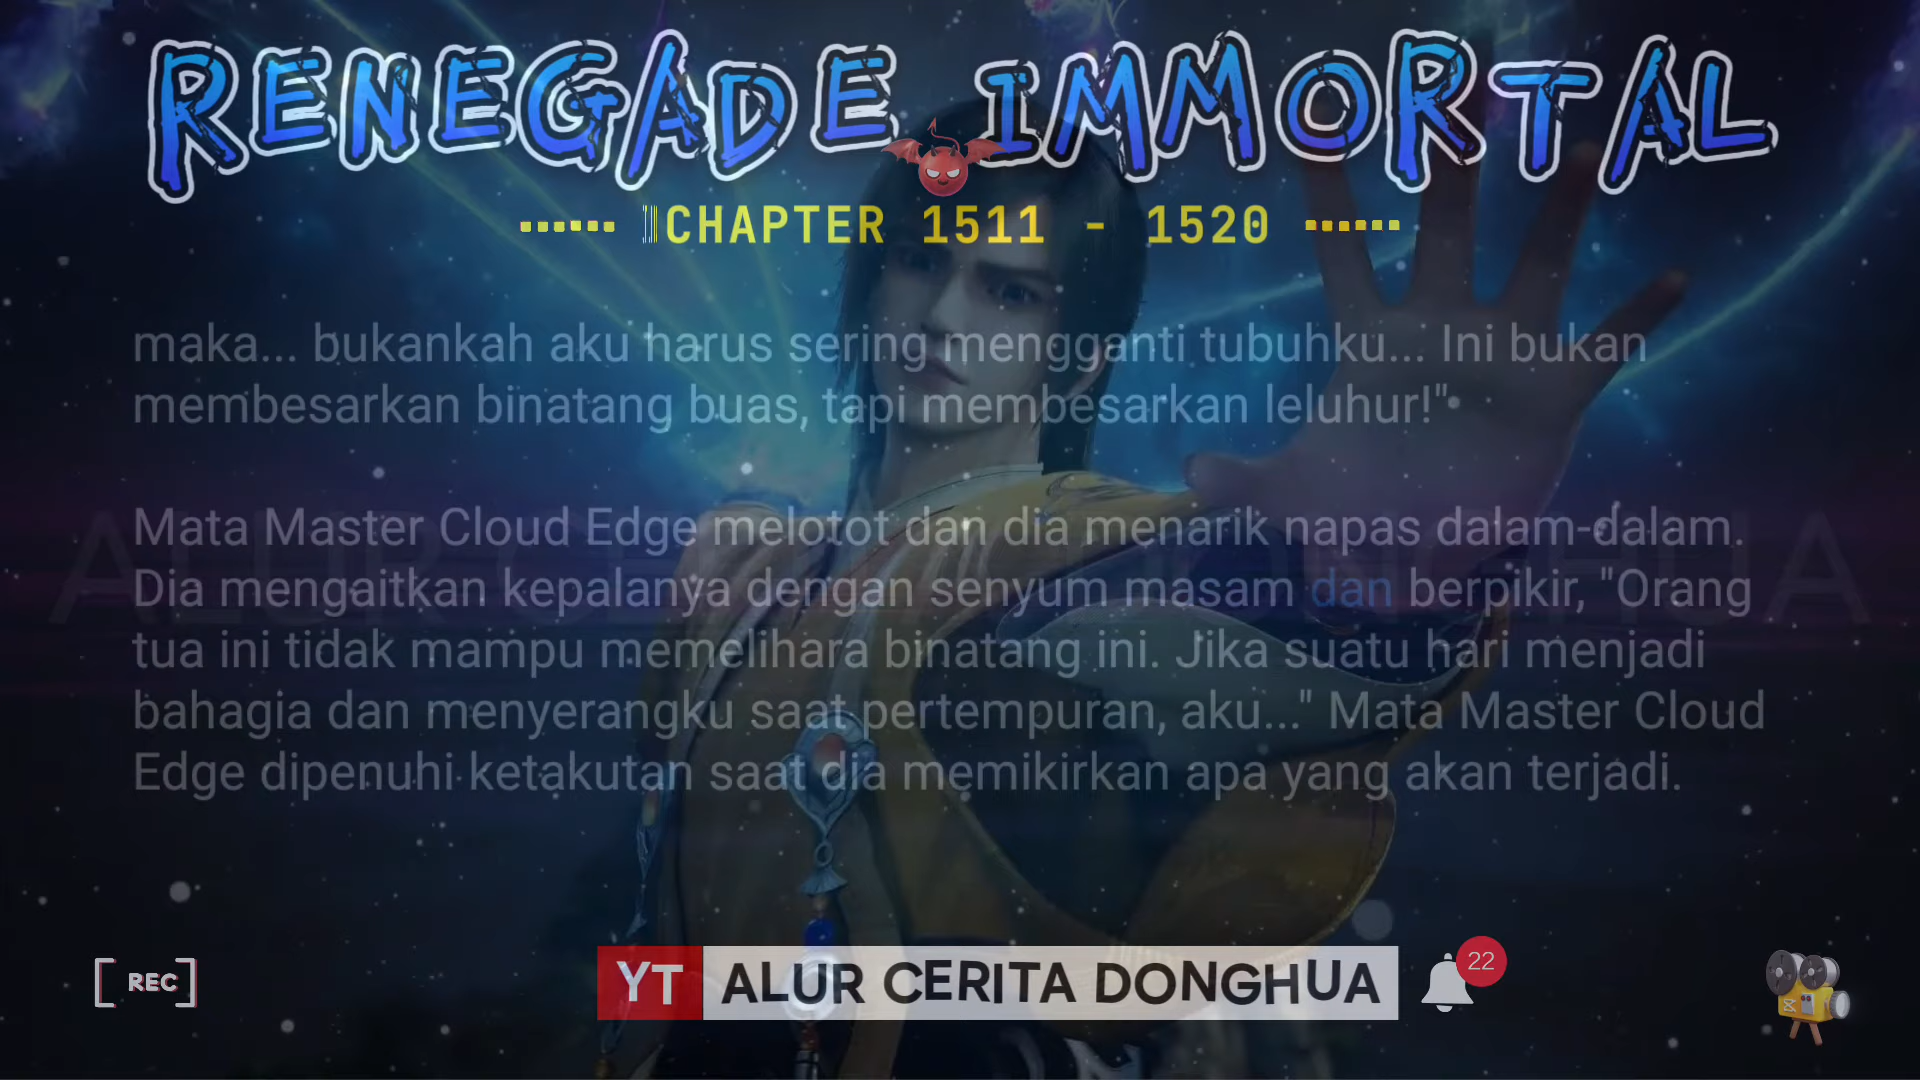 RENEGADE IMMORTAL
CHAPTER 1511 - 1520
maka... bukankah aku harus sering mengganti tubuhku... Ini bukan
membesarkan binatang buas, tapi membesarkan leluhur!"
Mata Master Cloud Edge melotot dan dia menarik napas dalam-dalam.
Dia mengaitkan kepalanya dengan senyum masam dan berpikir, "Orang
tua ini tidak mampu memelihara binatang ini. Jika suatu hari menjadi
bahagia dan menyerangku saat pertempuran, aku..." Mata Master Cloud
Edge dipenuhi ketakutan saat dia memikirkan apa yang akan terjadi.
ALUR CERITA DONGHUA
[ REC ]
YT ALUR CERITA DONGHUA
22